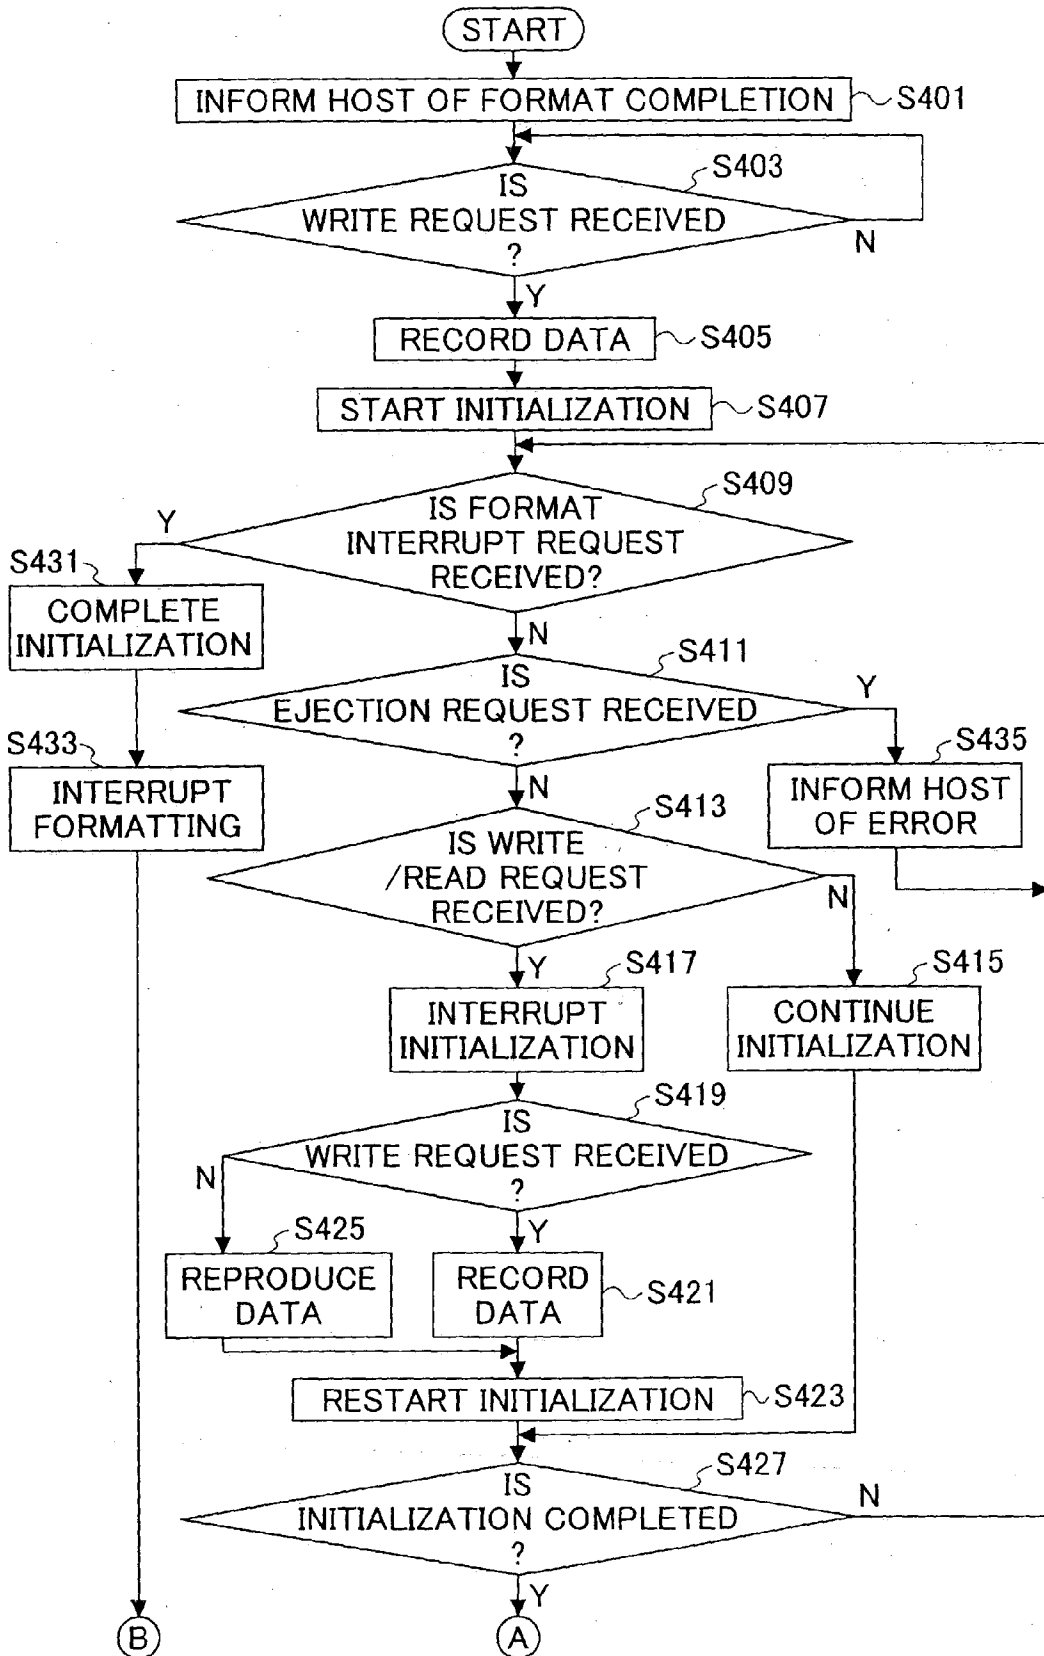 START
INFORM HOST OF FORMAT COMPLETION
S401
S403
IS
WRITE REQUEST RECEIVED
?
N
Y
RECORD DATA
S405
START INITIALIZATION
S407
S409
IS FORMAT
INTERRUPT REQUEST
RECEIVED?
Y
N
S431
COMPLETE
INITIALIZATION
S411
IS
EJECTION REQUEST RECEIVED
?
Y
N
S433
INTERRUPT
FORMATTING
S435
INFORM HOST
OF ERROR
S413
IS WRITE
/READ REQUEST
RECEIVED?
N
Y
S417
INTERRUPT
INITIALIZATION
S415
CONTINUE
INITIALIZATION
S419
IS
WRITE REQUEST RECEIVED
?
N
Y
S425
REPRODUCE
DATA
RECORD
DATA
S421
RESTART INITIALIZATION
S423
S427
IS
INITIALIZATION COMPLETED
?
N
Y
B
A